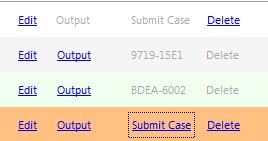 Edit Output Submit Case Delete
Edit Output 9719-15E1 Delete
Edit Output BDEA-6002 Delete
Edit Output Submit Case Delete